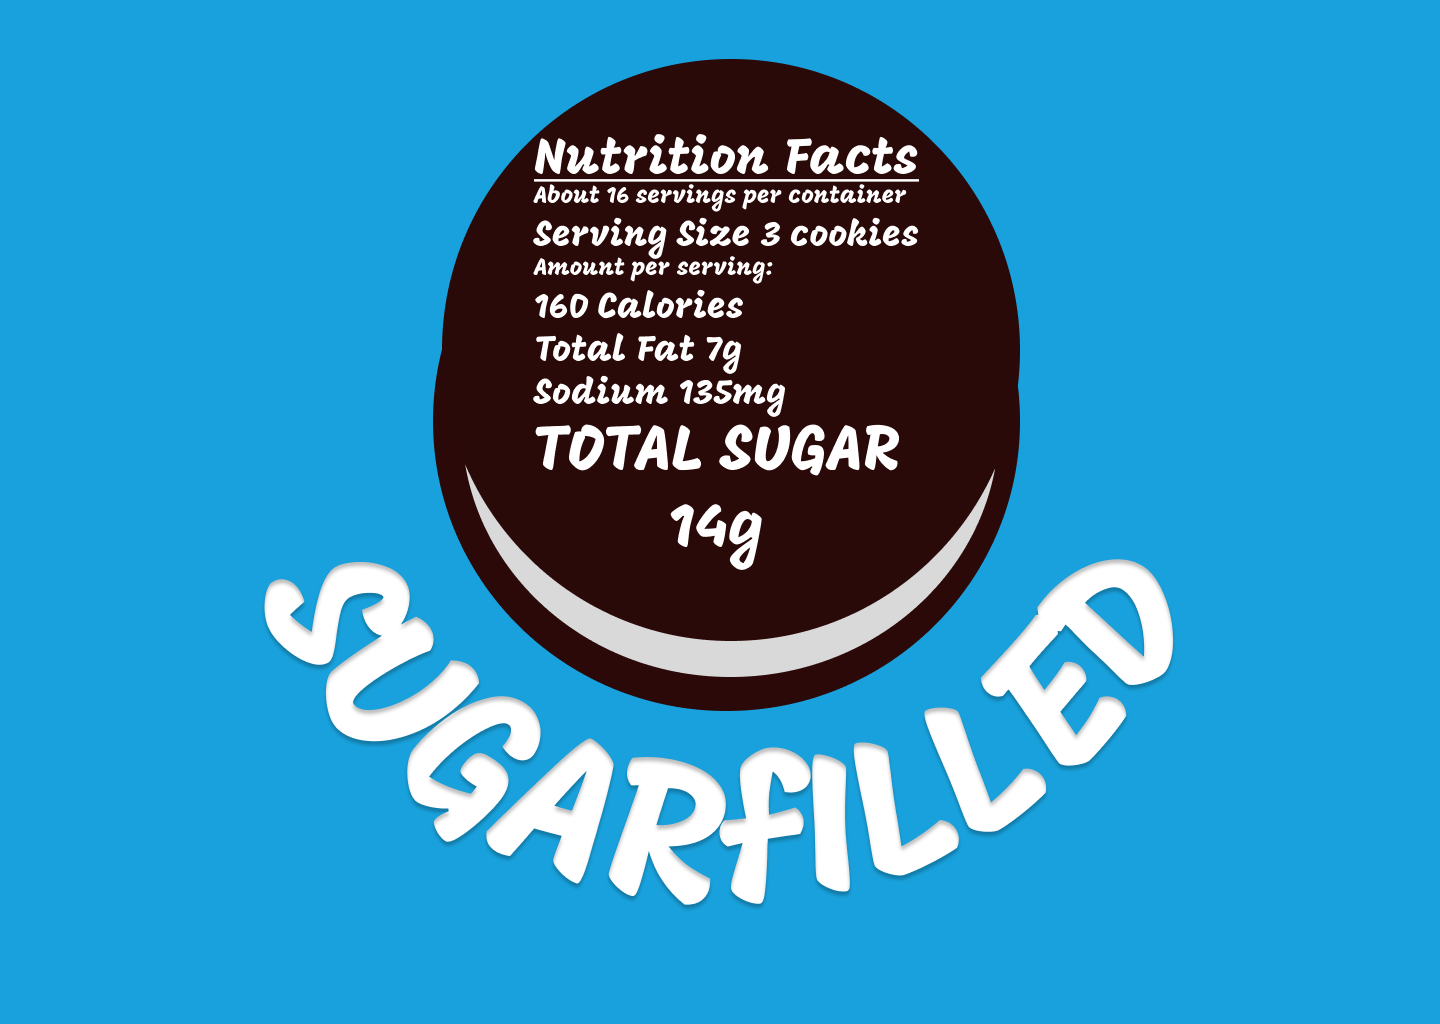 Nutrition Facts
About 16 servings per container
Serving Size 3 cookies
Amount per serving:
160 Calories
Total Fat 7g
Sodium 135mg
TOTAL SUGAR
14g
SUGARfILLED